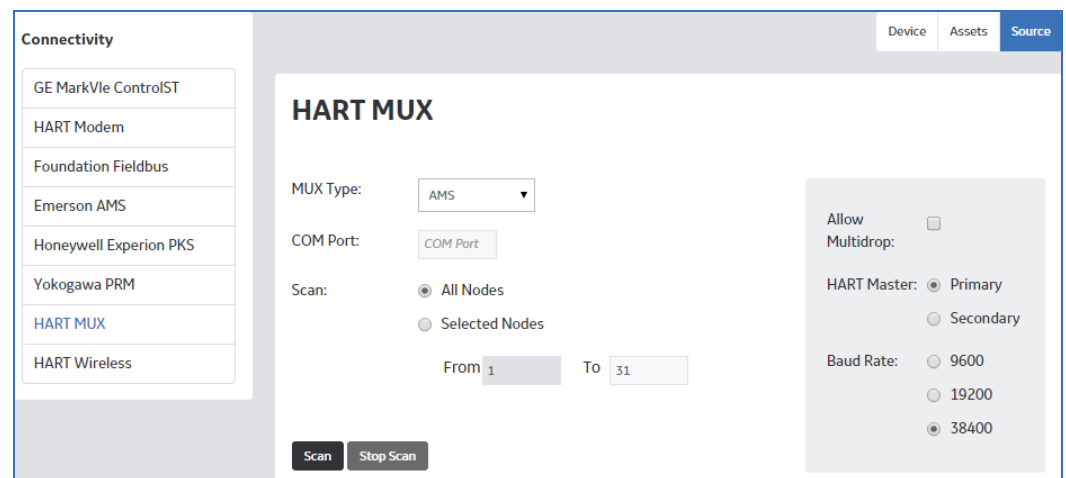 Connectivity
GE MarkVIe ControlST
HART Modem
Foundation Fieldbus
Emerson AMS
Honeywell Experion PKS
Yokogawa PRM
HART MUX
HART Wireless
Device Assets Source
HART MUX
MUX Type: AMS
COM Port: COM Port
Scan: All Nodes
Selected Nodes
From 1 To 31
Scan Stop Scan
Allow
Multidrop:
HART Master: Primary
Secondary
Baud Rate: 9600
19200
38400